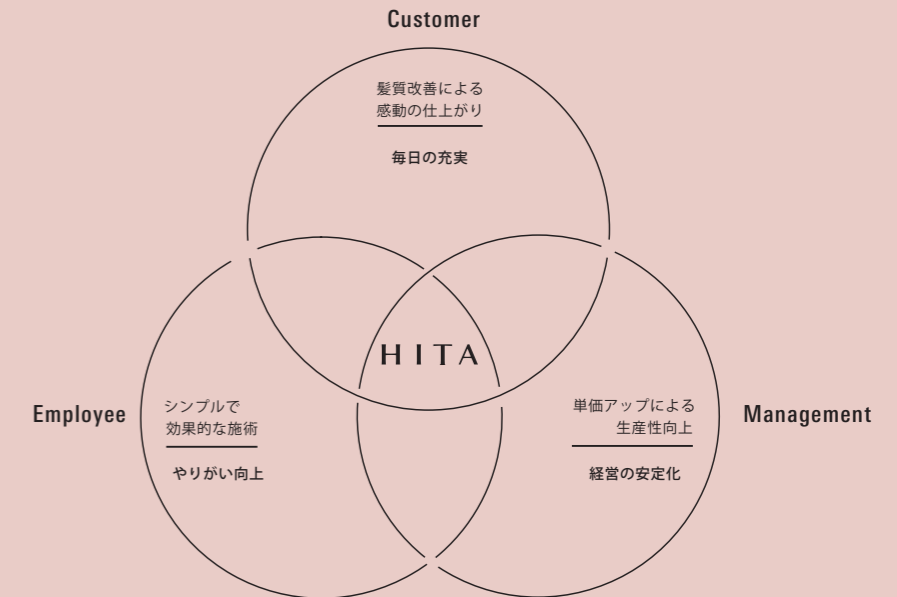 Customer
髪質改善による
感動の仕上がり
毎日の充実
HITA
Employee
シンプルで
効果的な施術
やりがい向上
単価アップによる
生産性向上
経営の安定化
Management